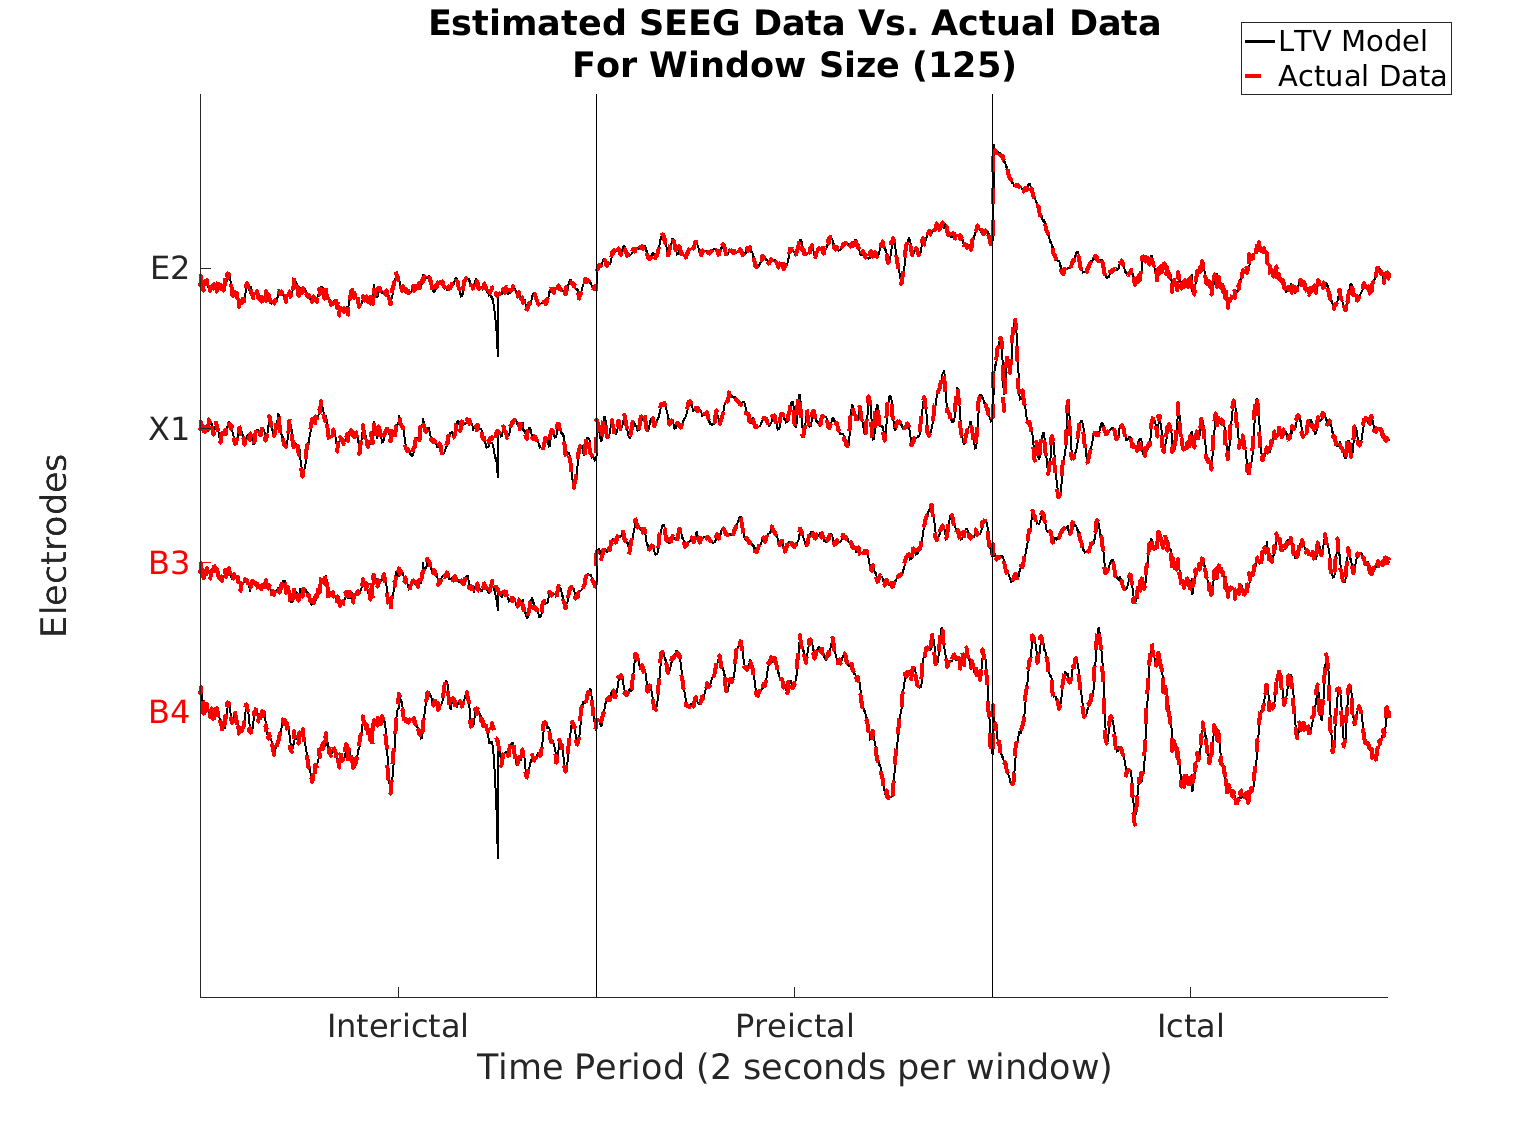 Estimated SEEG Data Vs. Actual Data
For Window Size (125)
LTV Model
Actual Data
E2
X1
B3
B4
Electrodes
Interictal
Preictal
Ictal
Time Period (2 seconds per window)